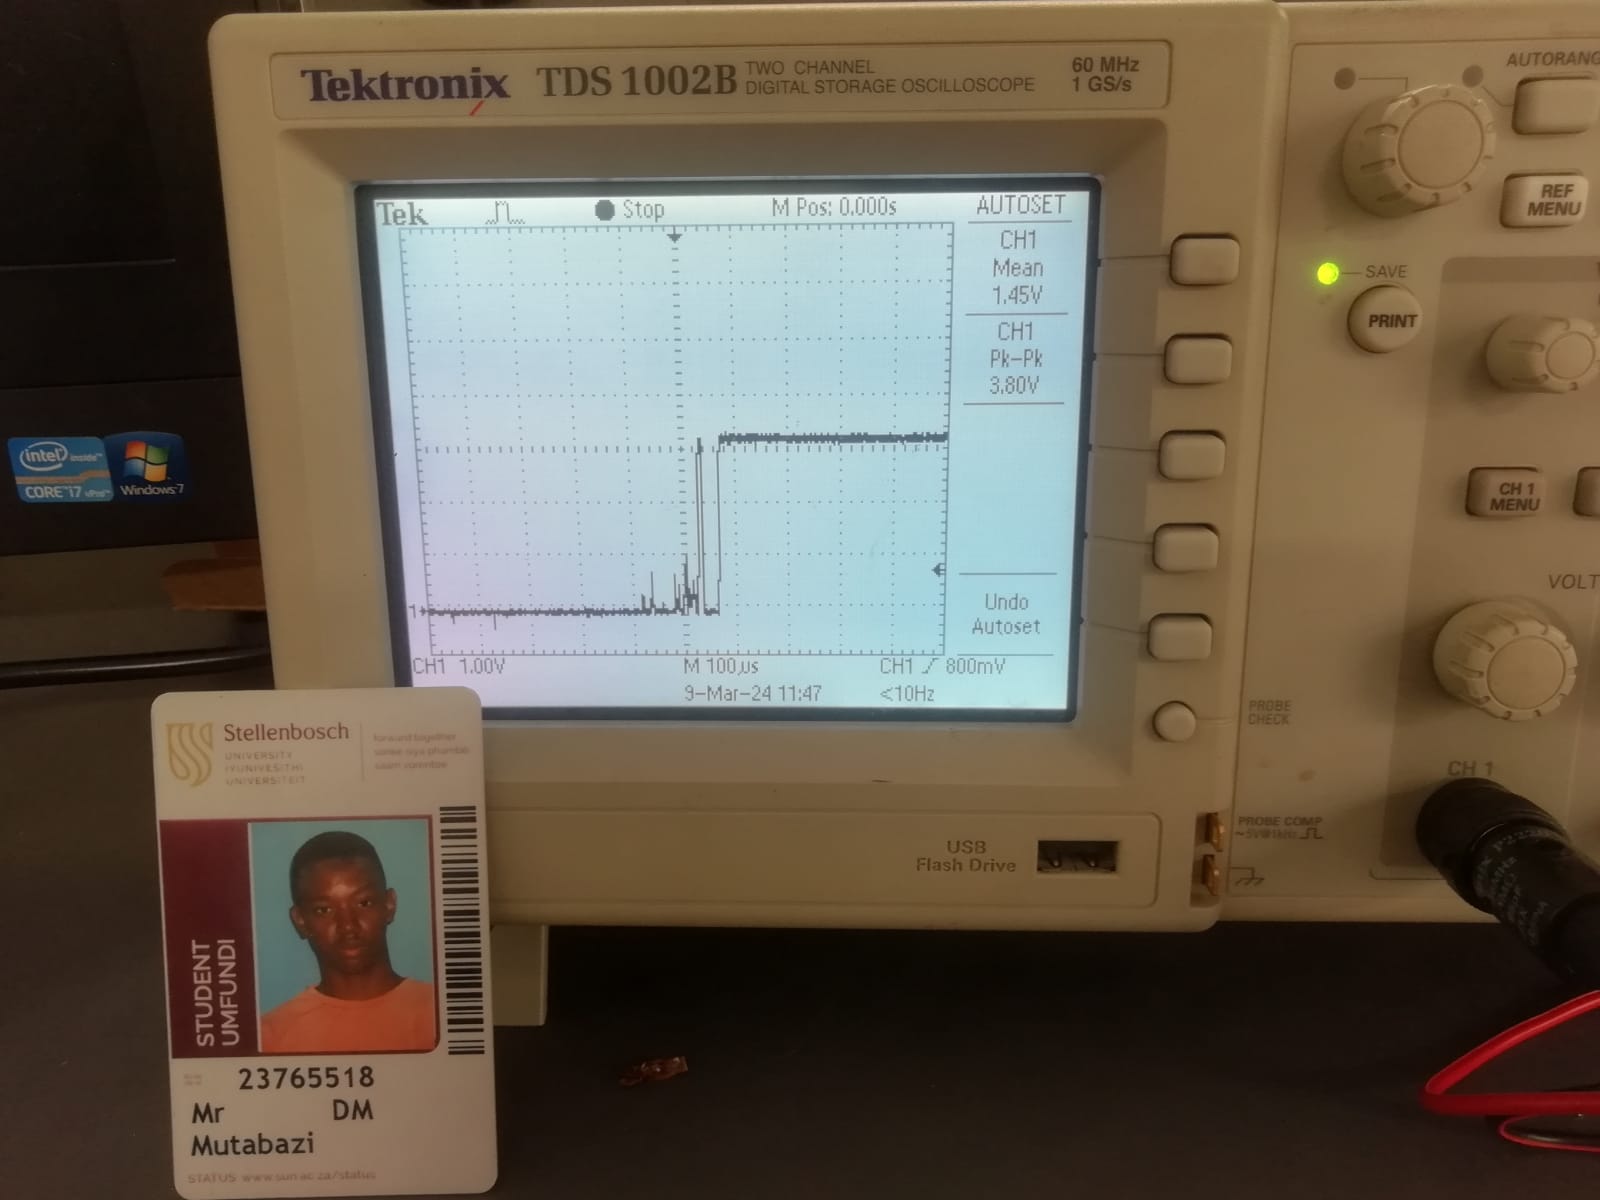 Tektronix TDS 1002B TWO CHANNEL DIGITAL STORAGE OSCILLOSCOPE 60 MHz 1 GS/s
AUTORANG
REF MENU
SAVE
PRINT
CH 1 MENU
VOLT
CH 1
PROBE CHECK
PROBE COMP
~5V@1kHz
USB
Flash Drive
Tek Stop M Pos: 0.000s AUTOSET
CH1
Mean
1.45V
CH1
Pk-Pk
3.80V
Undo
Autoset
1
CH1 1.00V M 100µs CH1 800mV
9-Mar-24 11:47 <10Hz
intel inside™
CORE™ i7 vPro™
Windows 7
Stellenbosch
UNIVERSITY
IYUNIVESITHI
UNIVERSITEIT
forward together
sonke siya phambili
saam vorentoe
STUDENT
UMFUNDI
23765518
Mr DM
Mutabazi
STATUS www.sun.ac.za/status